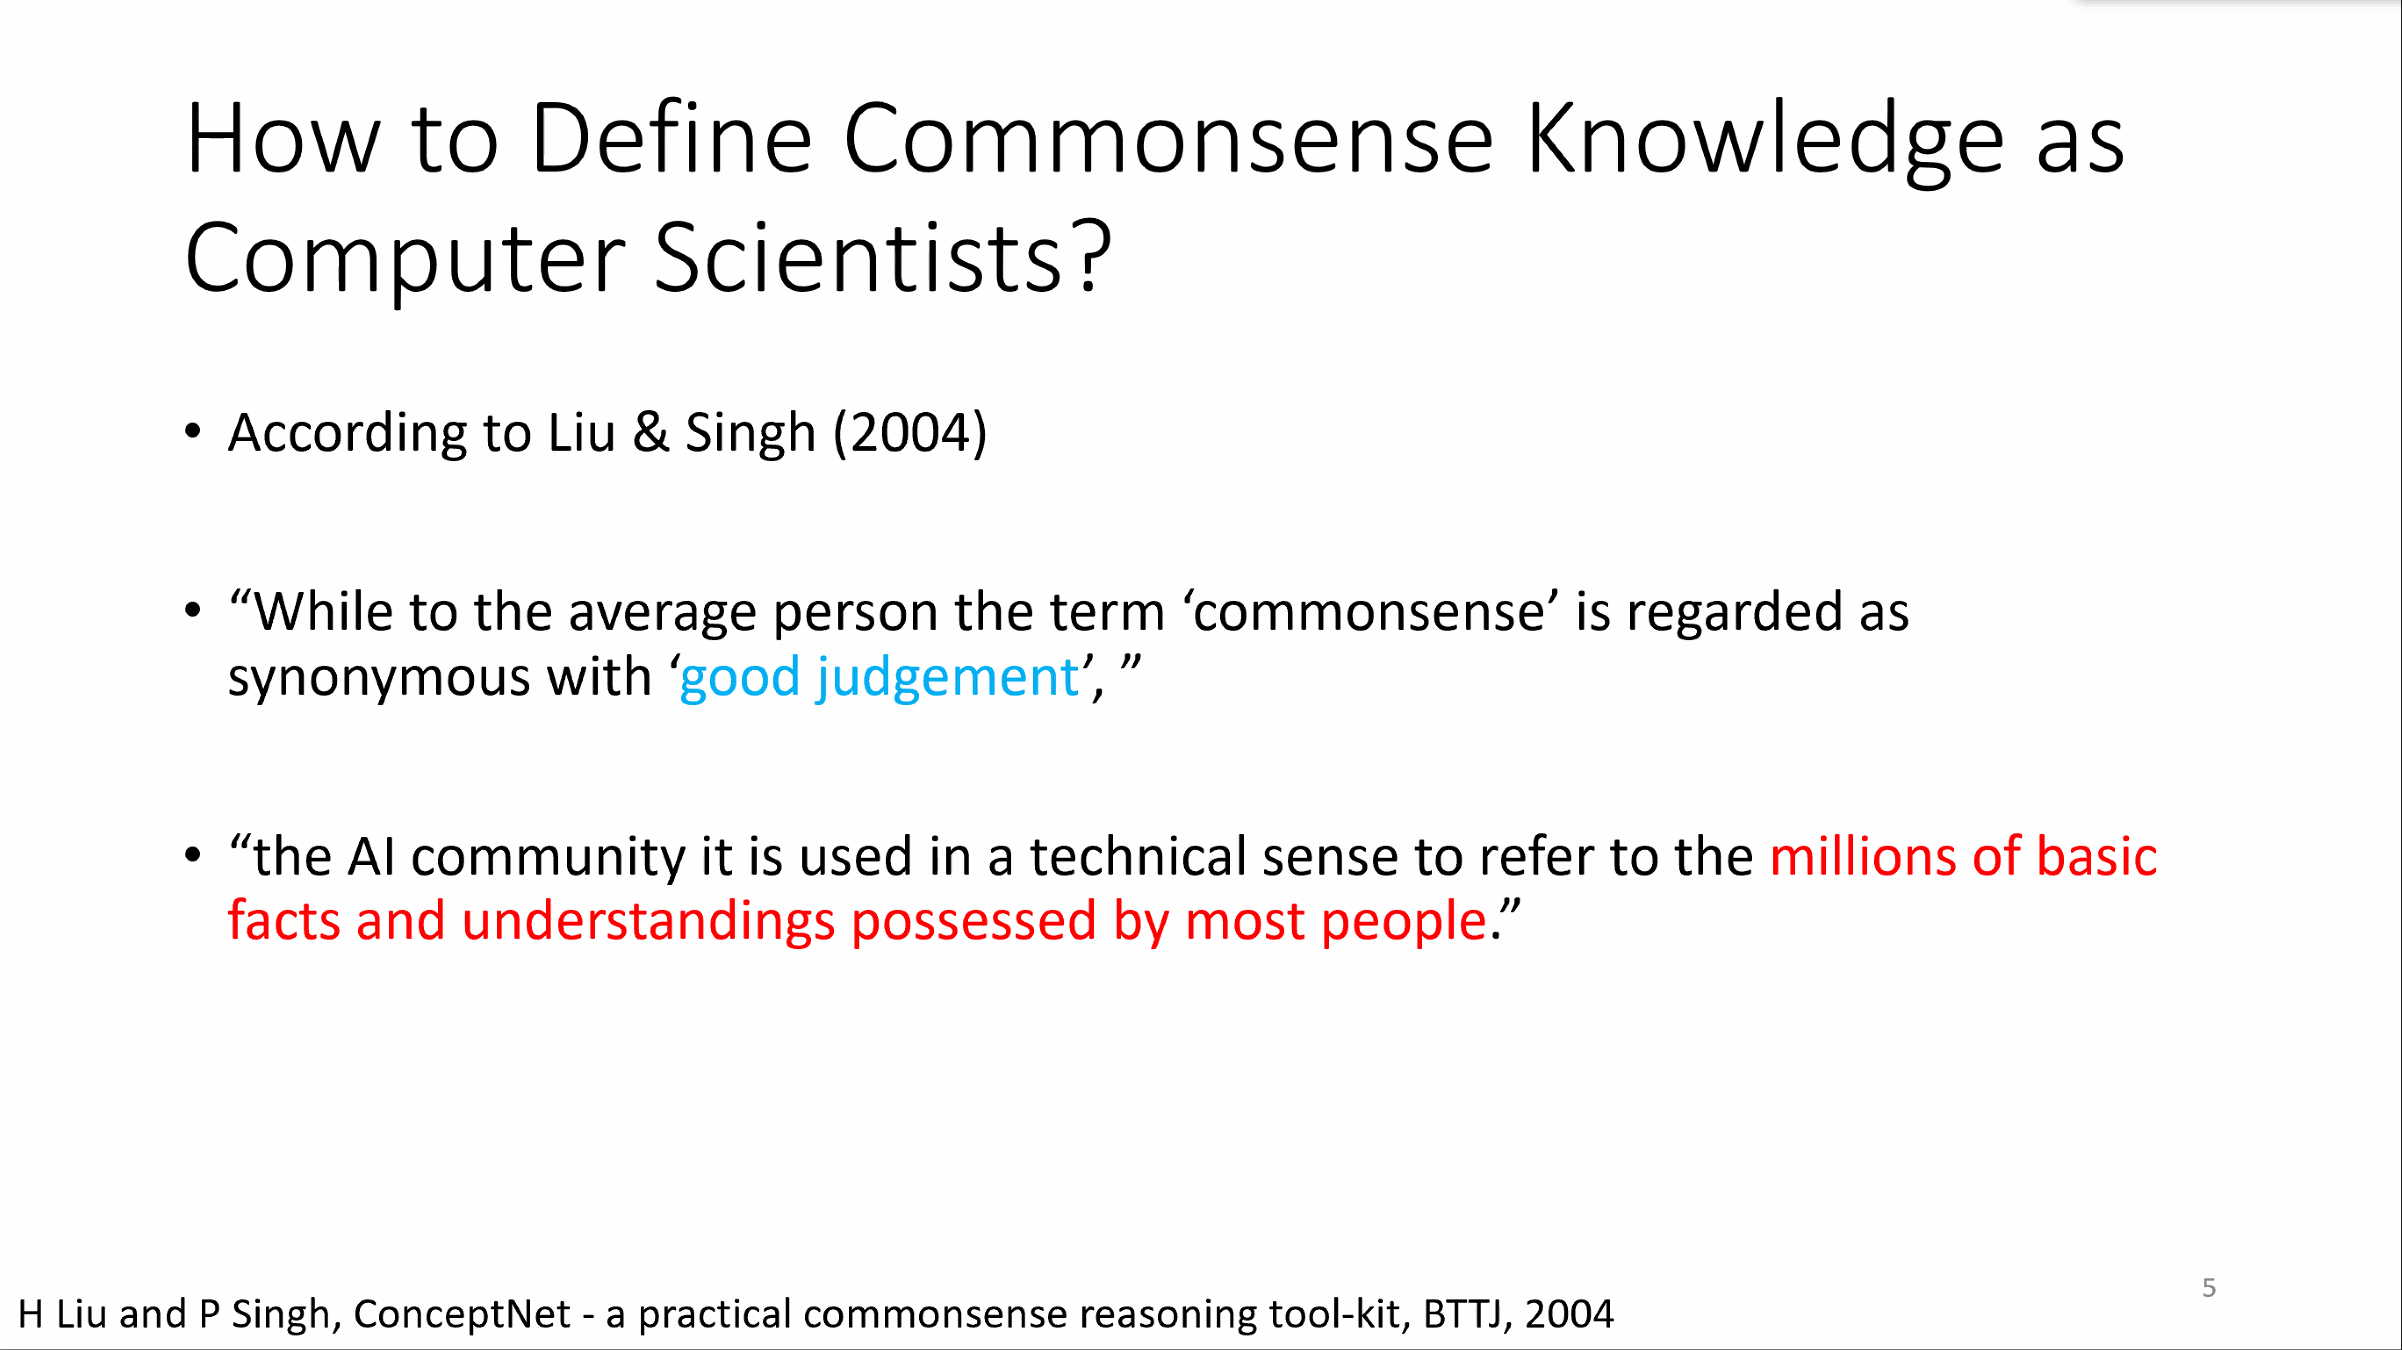 How to Define Commonsense Knowledge as
Computer Scientists?
• According to Liu & Singh (2004)
• “While to the average person the term ‘commonsense’ is regarded as
synonymous with ‘good judgement’, ”
• “the AI community it is used in a technical sense to refer to the millions of basic
facts and understandings possessed by most people.”
5
H Liu and P Singh, ConceptNet - a practical commonsense reasoning tool-kit, BTTJ, 2004